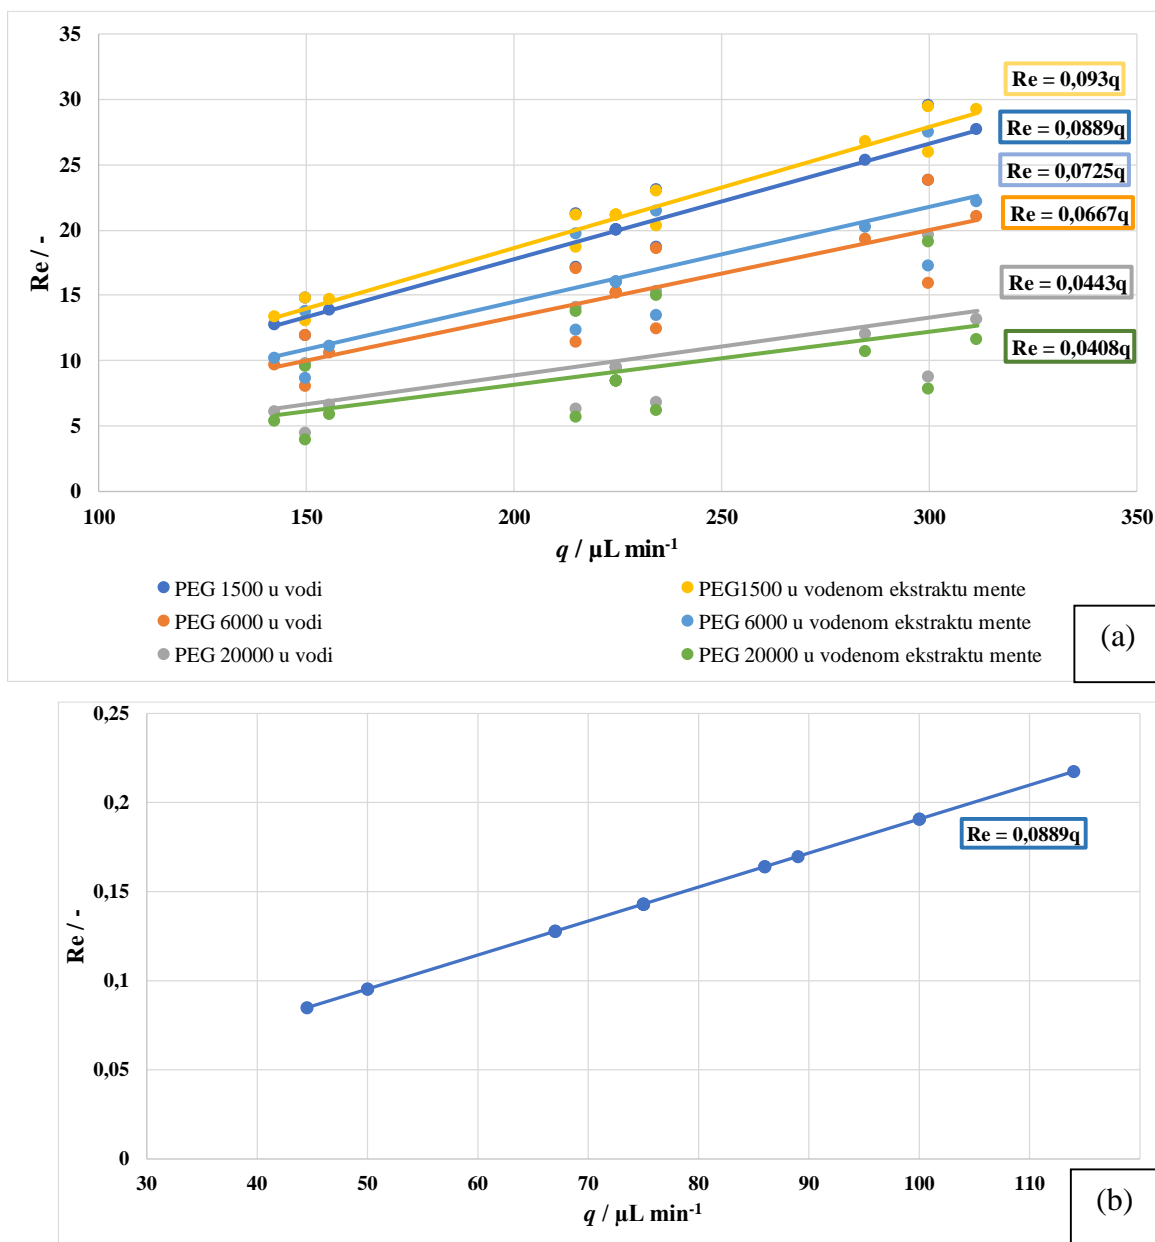 35
30
25
20
15
10
5
0
Re / -
100
150
200
250
300
350
q / µL min-1
Re = 0,093q
Re = 0,0889q
Re = 0,0725q
Re = 0,0667q
Re = 0,0443q
Re = 0,0408q
PEG 1500 u vodi
PEG1500 u vodenom ekstraktu mente
PEG 6000 u vodi
PEG 6000 u vodenom ekstraktu mente
PEG 20000 u vodi
PEG 20000 u vodenom ekstraktu mente
(a)
0,25
0,2
0,15
0,1
0,05
0
Re / -
30
40
50
60
70
80
90
100
110
q / µL min-1
Re = 0,0889q
(b)